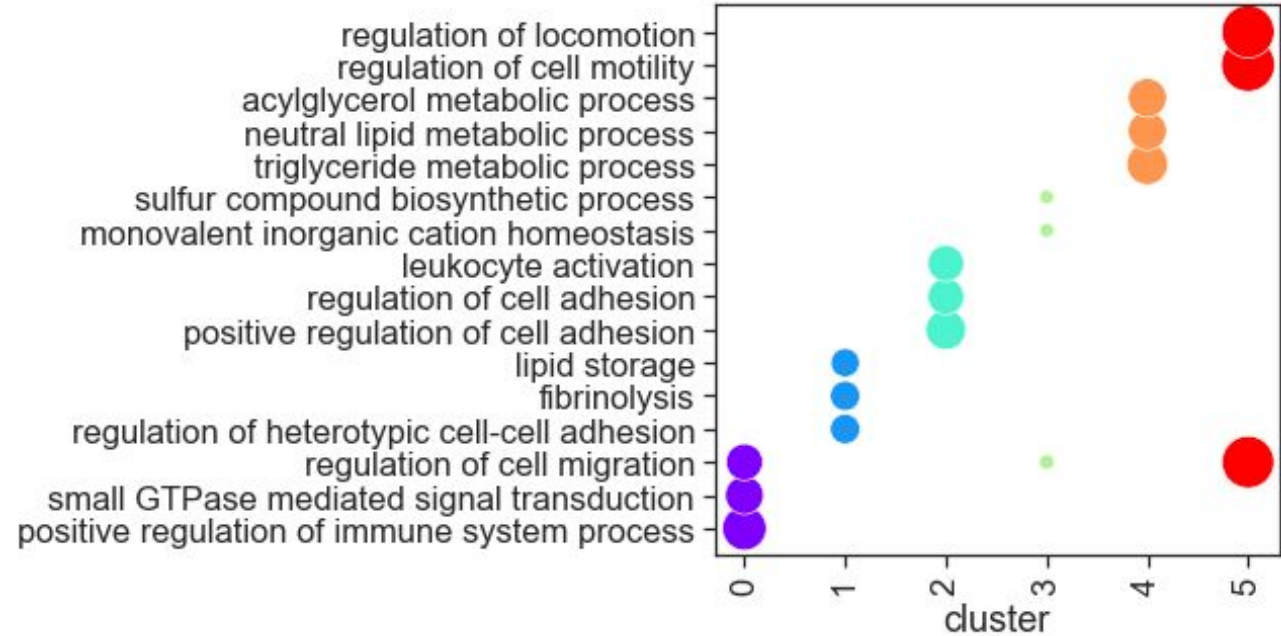 regulation of locomotion
regulation of cell motility
acylglycerol metabolic process
neutral lipid metabolic process
triglyceride metabolic process
sulfur compound biosynthetic process
monovalent inorganic cation homeostasis
leukocyte activation
regulation of cell adhesion
positive regulation of cell adhesion
lipid storage
fibrinolysis
regulation of heterotypic cell-cell adhesion
regulation of cell migration
small GTPase mediated signal transduction
positive regulation of immune system process
0 1 2 3 4 5
cluster